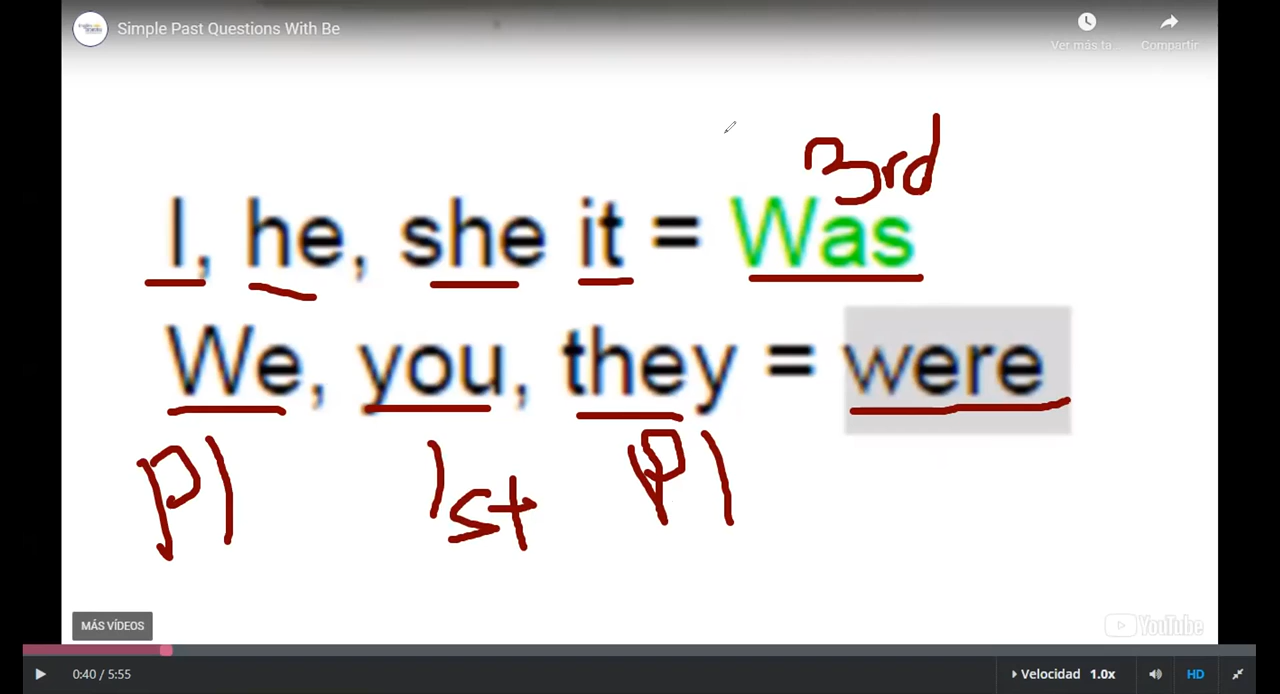 Simple Past Questions With Be
Ver más ta...
Compartir
3rd
I, he, she it = Was
We, you, they = were
Pl 1st Pl
MÁS VÍDEOS
YouTube
0:40 / 5:55
Velocidad 1.0x
HD